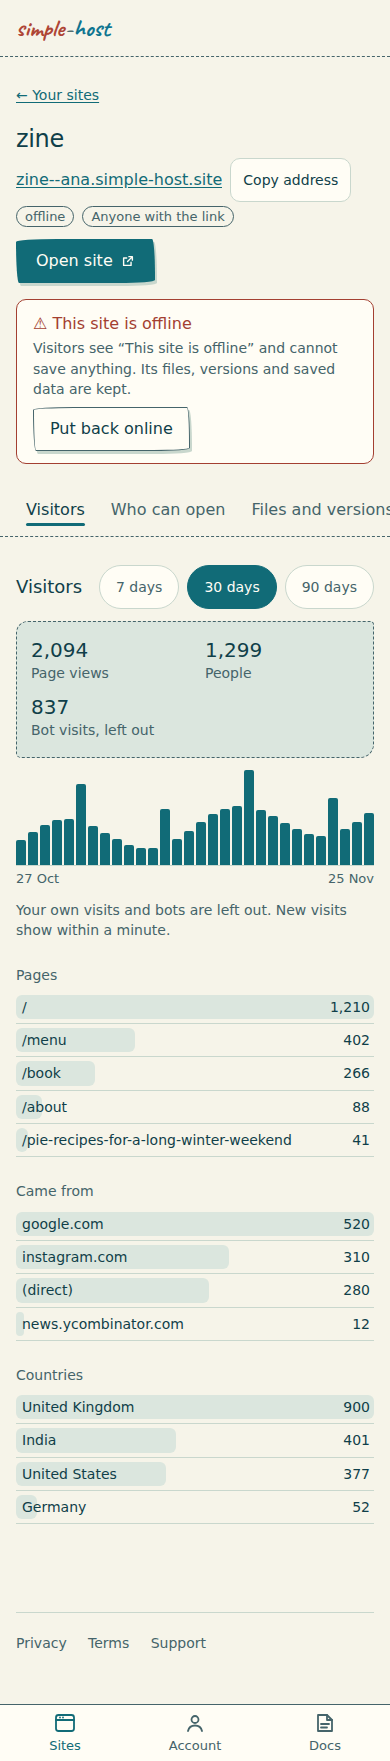 simple-host
← Your sites
zine
zine--ana.simple-host.site Copy address
offline Anyone with the link
Open site
⚠ This site is offline
Visitors see “This site is offline” and cannot
save anything. Its files, versions and saved
data are kept.
Put back online
Visitors Who can open Files and versions
Visitors 7 days 30 days 90 days
2,094 1,299
Page views People
837
Bot visits, left out
27 Oct 25 Nov
Your own visits and bots are left out. New visits
show within a minute.
Pages
/ 1,210
/menu 402
/book 266
/about 88
/pie-recipes-for-a-long-winter-weekend 41
Came from
google.com 520
instagram.com 310
(direct) 280
news.ycombinator.com 12
Countries
United Kingdom 900
India 401
United States 377
Germany 52
Privacy Terms Support
Sites Account Docs